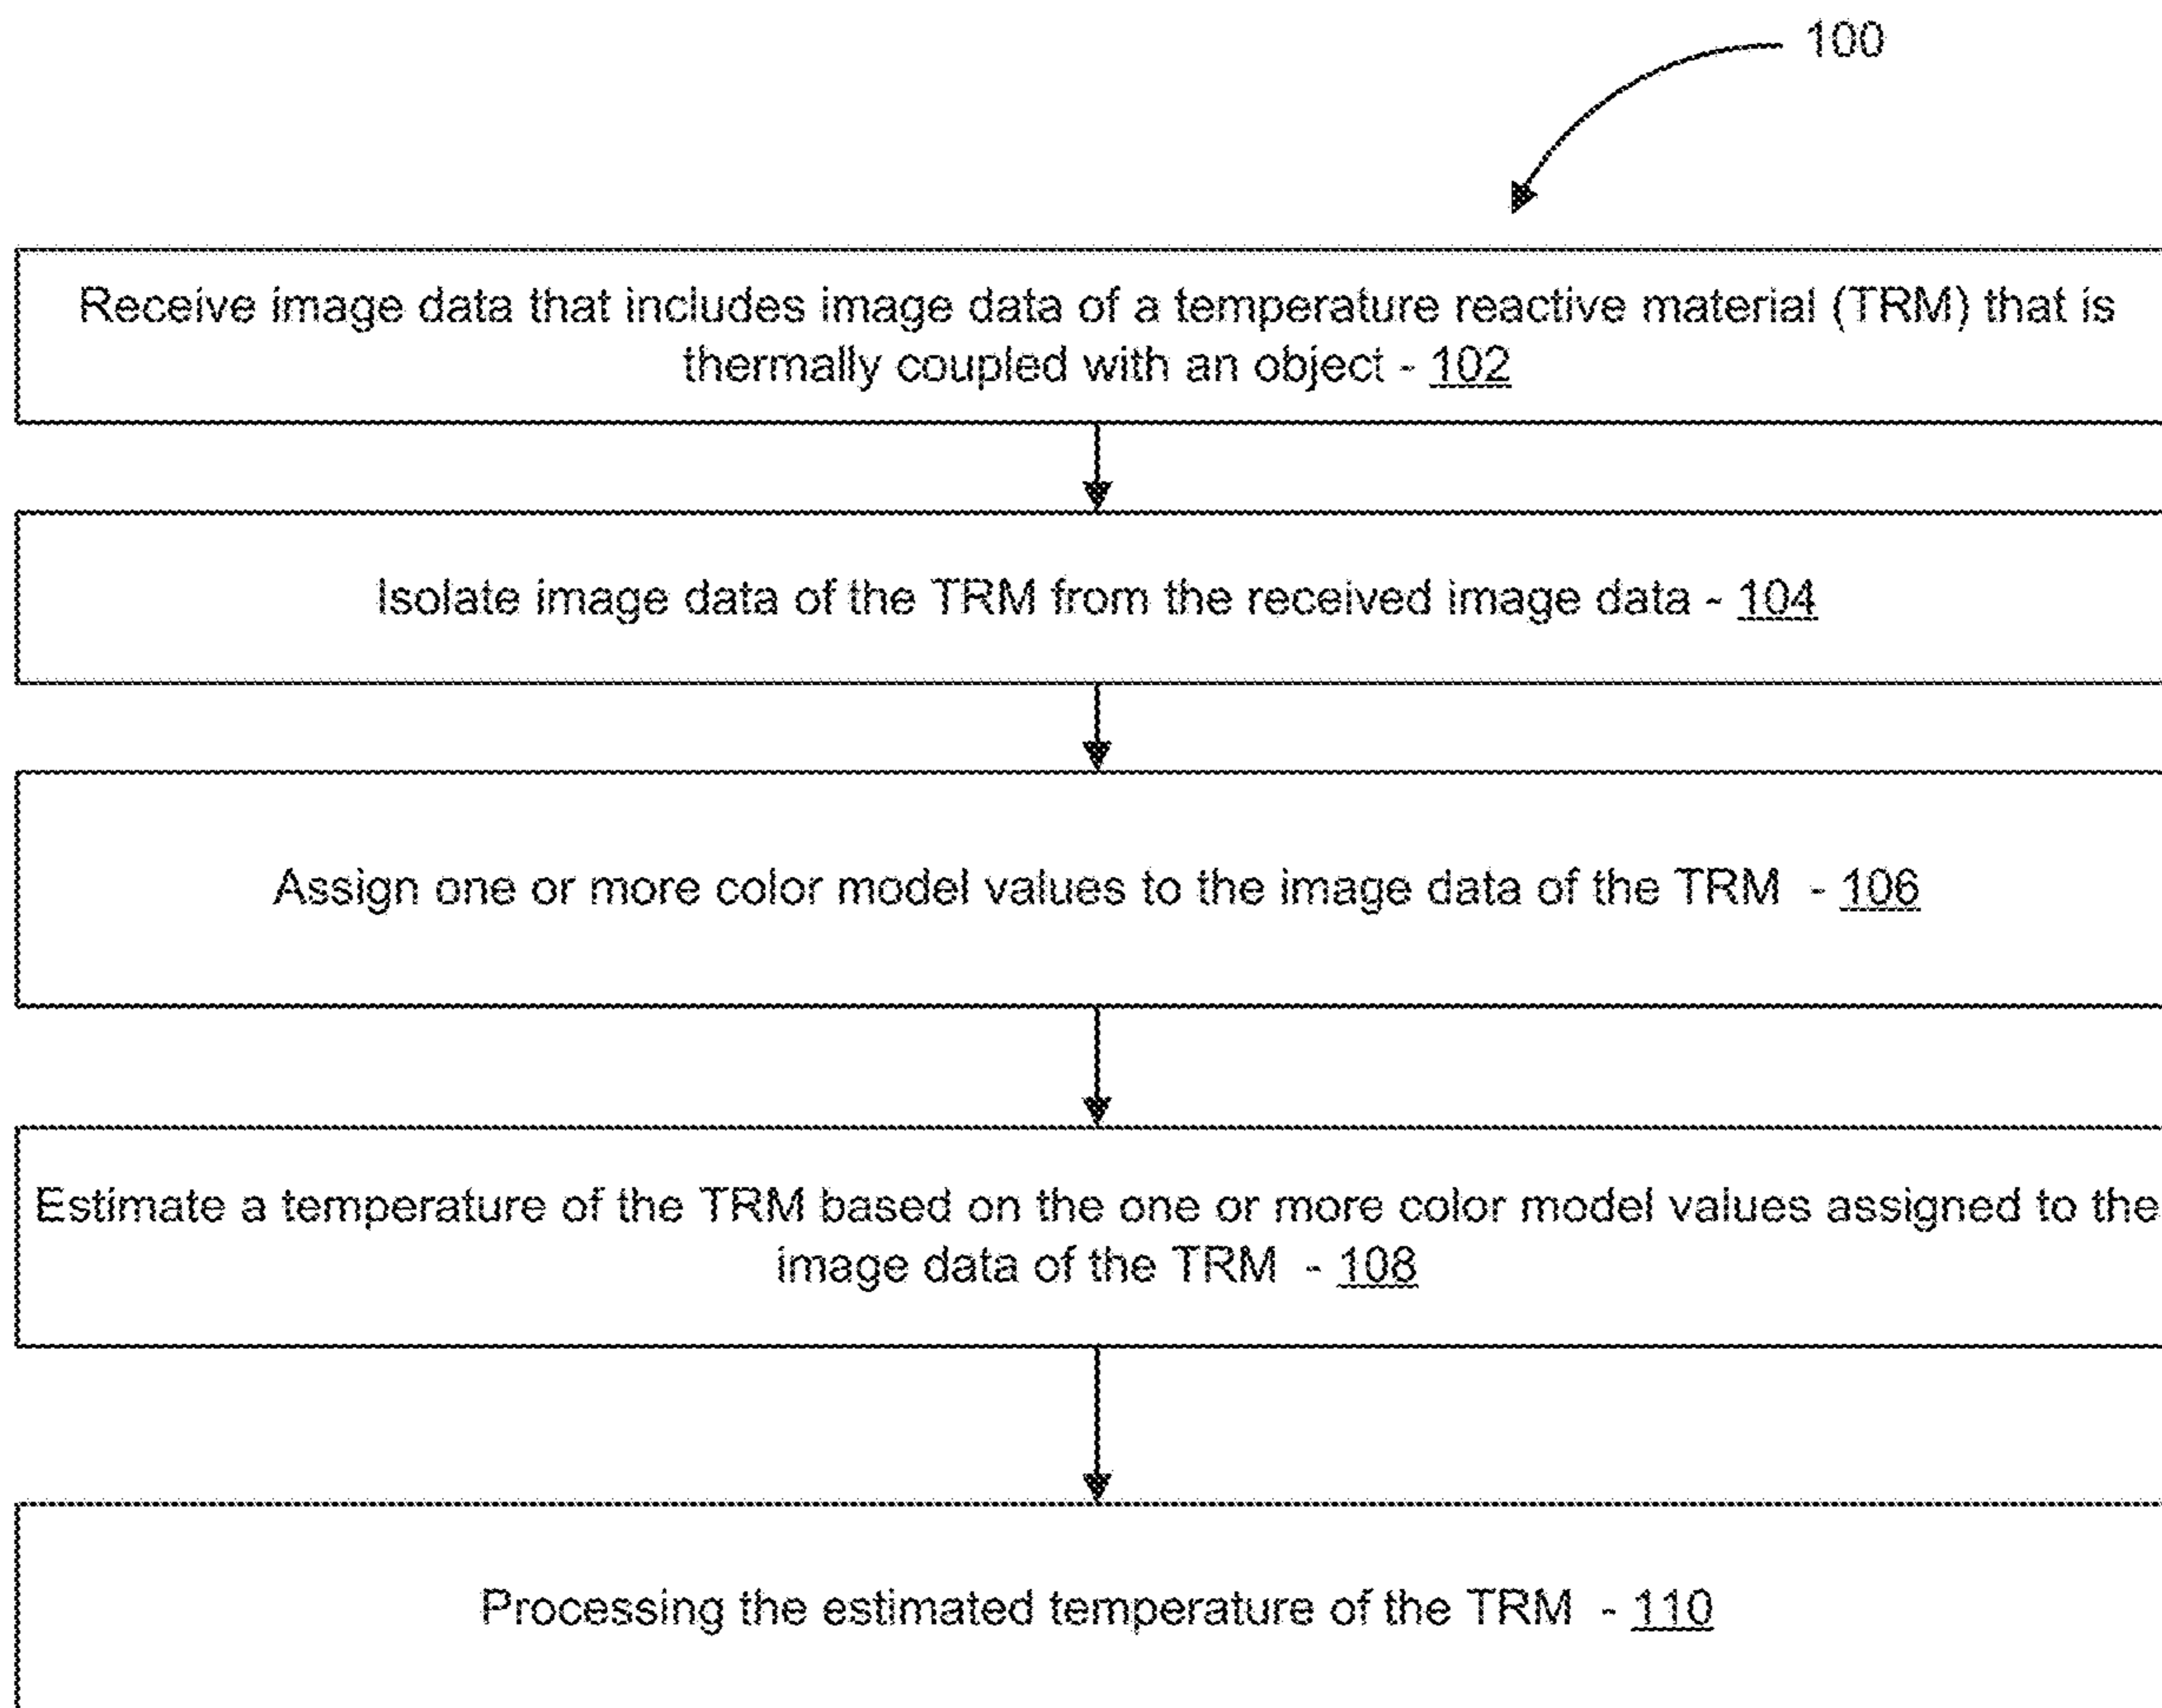 100
Receive image data that includes image data of a temperature reactive material (TRM) that is
thermally coupled with an object - 102
Isolate image data of the TRM from the received image data - 104
Assign one or more color model values to the image data of the TRM - 106
Estimate a temperature of the TRM based on the one or more color model values assigned to the
image data of the TRM - 108
Processing the estimated temperature of the TRM - 110